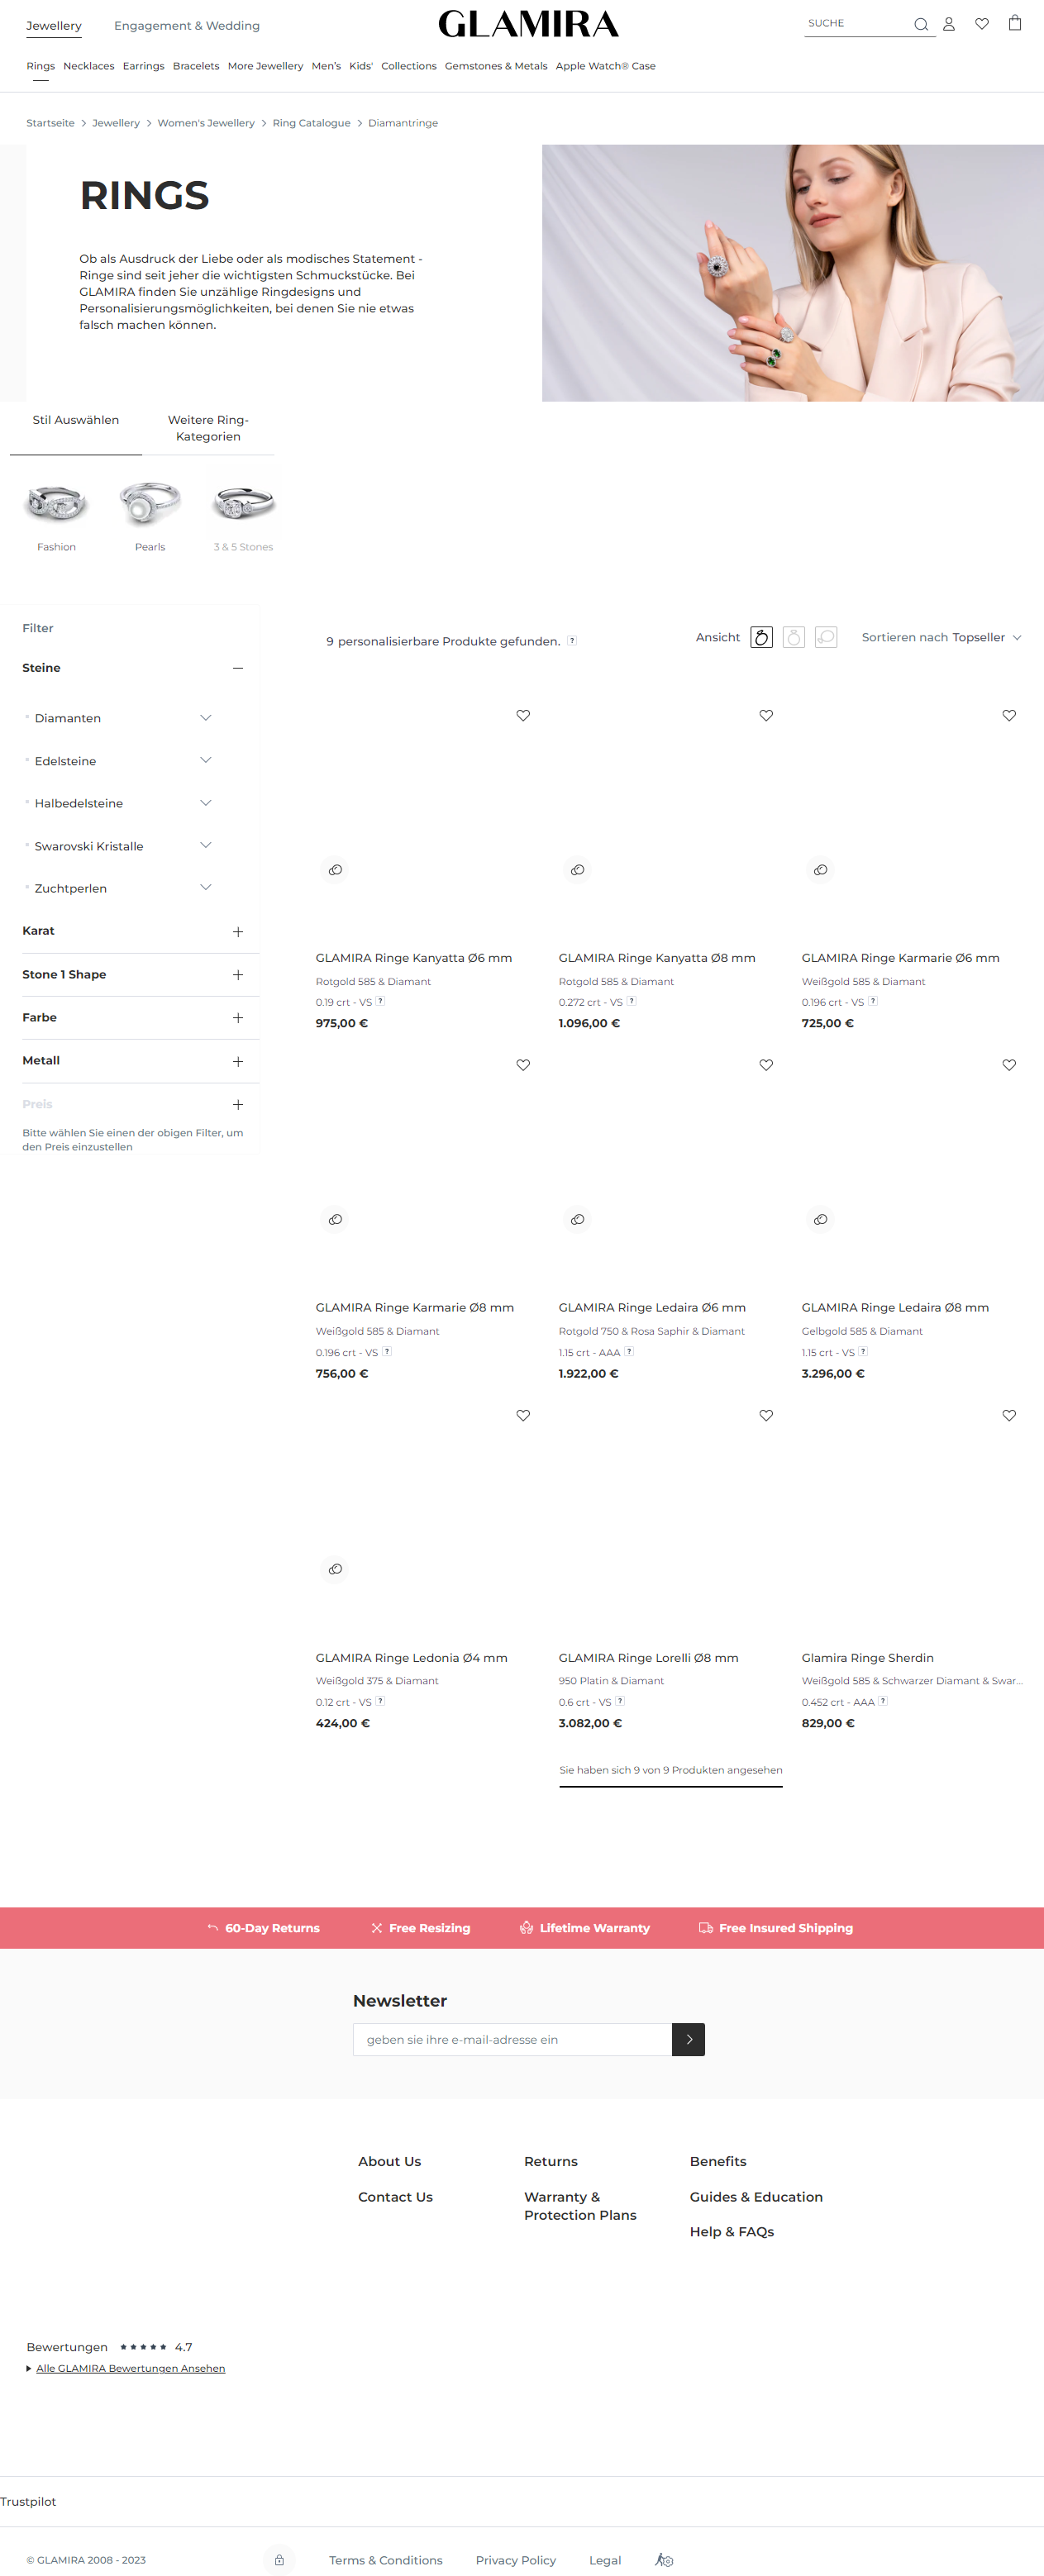 Jewellery
Engagement & Wedding
GLAMIRA
SUCHE
Rings Necklaces Earrings Bracelets More Jewellery Men's Kids' Collections Gemstones & Metals Apple Watch® Case
Startseite > Jewellery > Women's Jewellery > Ring Catalogue > Diamantringe
RINGS
Ob als Ausdruck der Liebe oder als modisches Statement -
Ringe sind seit jeher die wichtigsten Schmuckstücke. Bei
GLAMIRA finden Sie unzählige Ringdesigns und
Personalisierungsmöglichkeiten, bei denen Sie nie etwas
falsch machen können.
Stil Auswählen
Weitere Ring-
Kategorien
Fashion
Pearls
3 & 5 Stones
Filter
9 personalisierbare Produkte gefunden. ?
Ansicht
Sortieren nach Topseller
Steine
Diamanten
Edelsteine
Halbedelsteine
Swarovski Kristalle
Zuchtperlen
Karat
Stone 1 Shape
Farbe
Metall
Preis
Bitte wählen Sie einen der obigen Filter, um
den Preis einzustellen
GLAMIRA Ringe Kanyatta Ø6 mm
Rotgold 585 & Diamant
0.19 crt - VS ?
975,00 €
GLAMIRA Ringe Kanyatta Ø8 mm
Rotgold 585 & Diamant
0.272 crt - VS ?
1.096,00 €
GLAMIRA Ringe Karmarie Ø6 mm
Weißgold 585 & Diamant
0.196 crt - VS ?
725,00 €
GLAMIRA Ringe Karmarie Ø8 mm
Weißgold 585 & Diamant
0.196 crt - VS ?
756,00 €
GLAMIRA Ringe Ledaira Ø6 mm
Rotgold 750 & Rosa Saphir & Diamant
1.15 crt - AAA ?
1.922,00 €
GLAMIRA Ringe Ledaira Ø8 mm
Gelbgold 585 & Diamant
1.15 crt - VS ?
3.296,00 €
GLAMIRA Ringe Ledonia Ø4 mm
Weißgold 375 & Diamant
0.12 crt - VS ?
424,00 €
GLAMIRA Ringe Lorelli Ø8 mm
950 Platin & Diamant
0.6 crt - VS ?
3.082,00 €
Glamira Ringe Sherdin
Weißgold 585 & Schwarzer Diamant & Swar...
0.452 crt - AAA ?
829,00 €
Sie haben sich 9 von 9 Produkten angesehen
60-Day Returns
Free Resizing
Lifetime Warranty
Free Insured Shipping
Newsletter
geben sie ihre e-mail-adresse ein
About Us
Contact Us
Returns
Warranty &
Protection Plans
Benefits
Guides & Education
Help & FAQs
Bewertungen ★★★★★ 4.7
Alle GLAMIRA Bewertungen Ansehen
Trustpilot
© GLAMIRA 2008 - 2023
Terms & Conditions
Privacy Policy
Legal